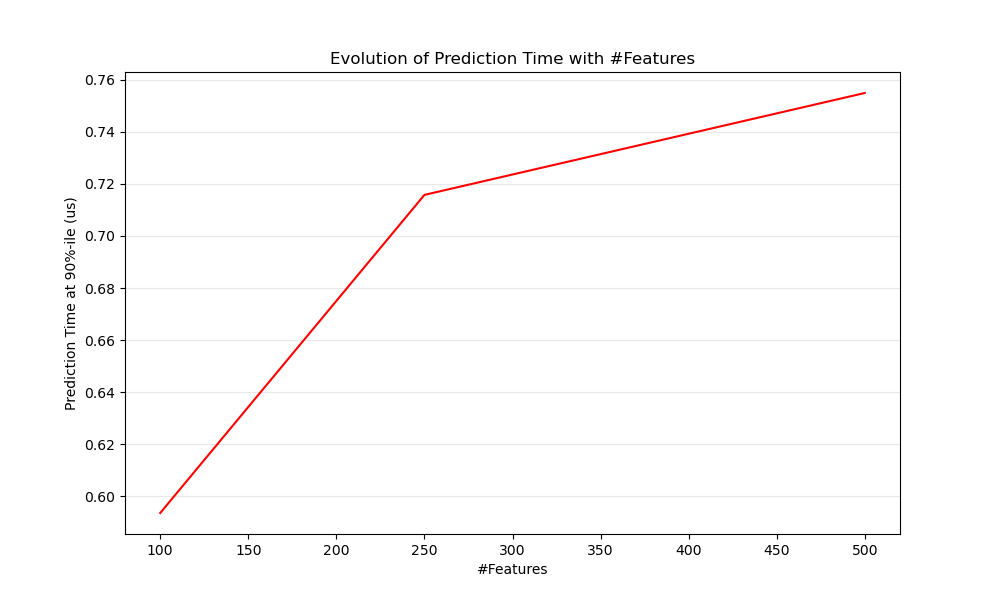 Evolution of Prediction Time with #Features
Prediction Time at 90%-ile (us)
0.76
0.74
0.72
0.70
0.68
0.66
0.64
0.62
0.60
100 150 200 250 300 350 400 450 500
#Features